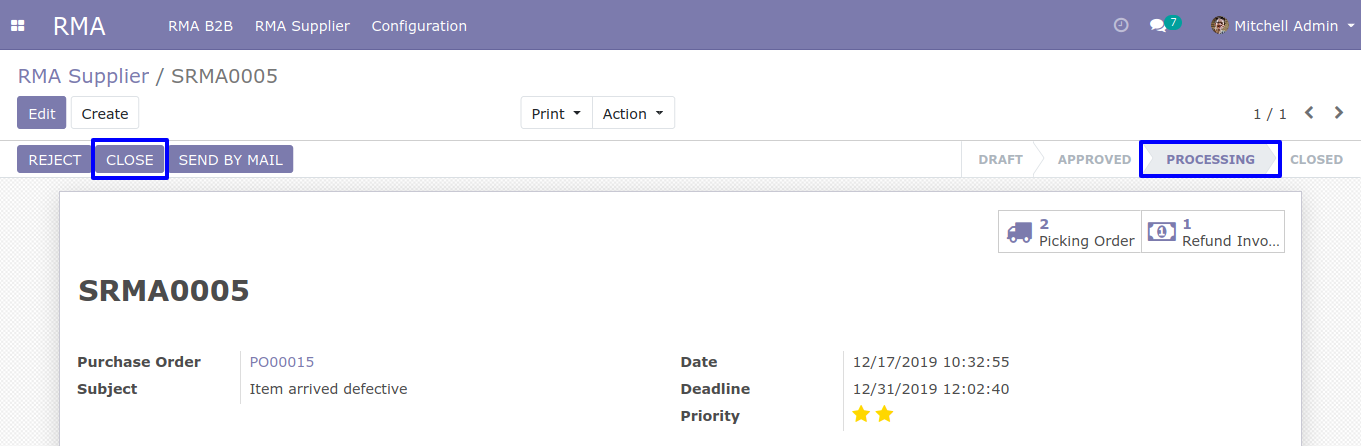 RMA RMA B2B RMA Supplier Configuration 7 Mitchell Admin
RMA Supplier / SRMA0005
Edit Create Print Action 1 / 1
REJECT CLOSE SEND BY MAIL DRAFT APPROVED PROCESSING CLOSED
2 1
Picking Order Refund Invo...
SRMA0005
Purchase Order PO00015 Date 12/17/2019 10:32:55
Subject Item arrived defective Deadline 12/31/2019 12:02:40
Priority